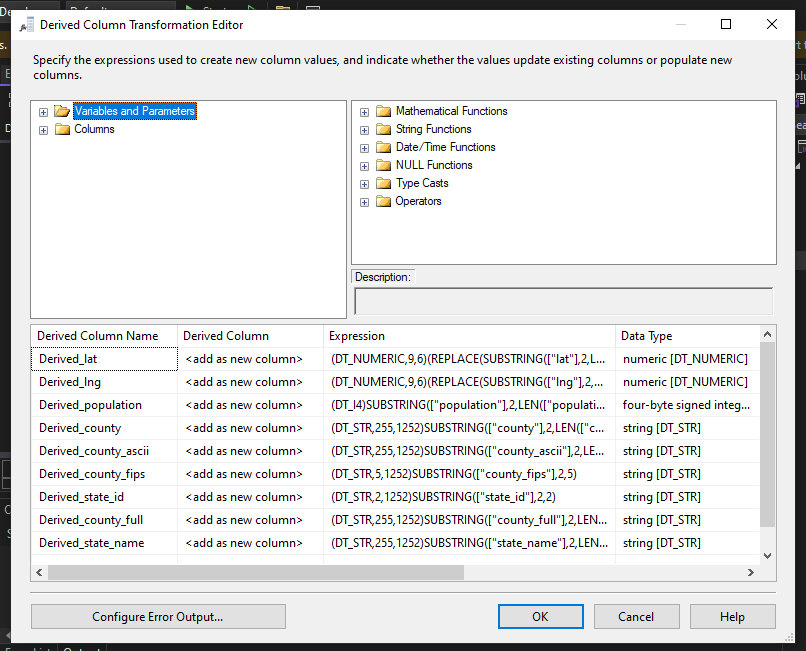 Derived Column Transformation Editor
Specify the expressions used to create new column values, and indicate whether the values update existing columns or populate new
columns.
Variables and Parameters
Columns
Mathematical Functions
String Functions
Date/Time Functions
NULL Functions
Type Casts
Operators
Description:
Derived Column Name Derived Column Expression Data Type
Derived_lat <add as new column> (DT_NUMERIC,9,6)(REPLACE(SUBSTRING(["lat"],2,L... numeric [DT_NUMERIC]
Derived_lng <add as new column> (DT_NUMERIC,9,6)(REPLACE(SUBSTRING(["lng"],2,... numeric [DT_NUMERIC]
Derived_population <add as new column> (DT_I4)SUBSTRING(["population"],2,LEN(["populati... four-byte signed integ...
Derived_county <add as new column> (DT_STR,255,1252)SUBSTRING(["county"],2,LEN(["c... string [DT_STR]
Derived_county_ascii <add as new column> (DT_STR,255,1252)SUBSTRING(["county_ascii"],2,LE... string [DT_STR]
Derived_county_fips <add as new column> (DT_STR,5,1252)SUBSTRING(["county_fips"],2,5) string [DT_STR]
Derived_state_id <add as new column> (DT_STR,2,1252)SUBSTRING(["state_id"],2,2) string [DT_STR]
Derived_county_full <add as new column> (DT_STR,255,1252)SUBSTRING(["county_full"],2,LEN... string [DT_STR]
Derived_state_name <add as new column> (DT_STR,255,1252)SUBSTRING(["state_name"],2,LEN... string [DT_STR]
Configure Error Output... OK Cancel Help